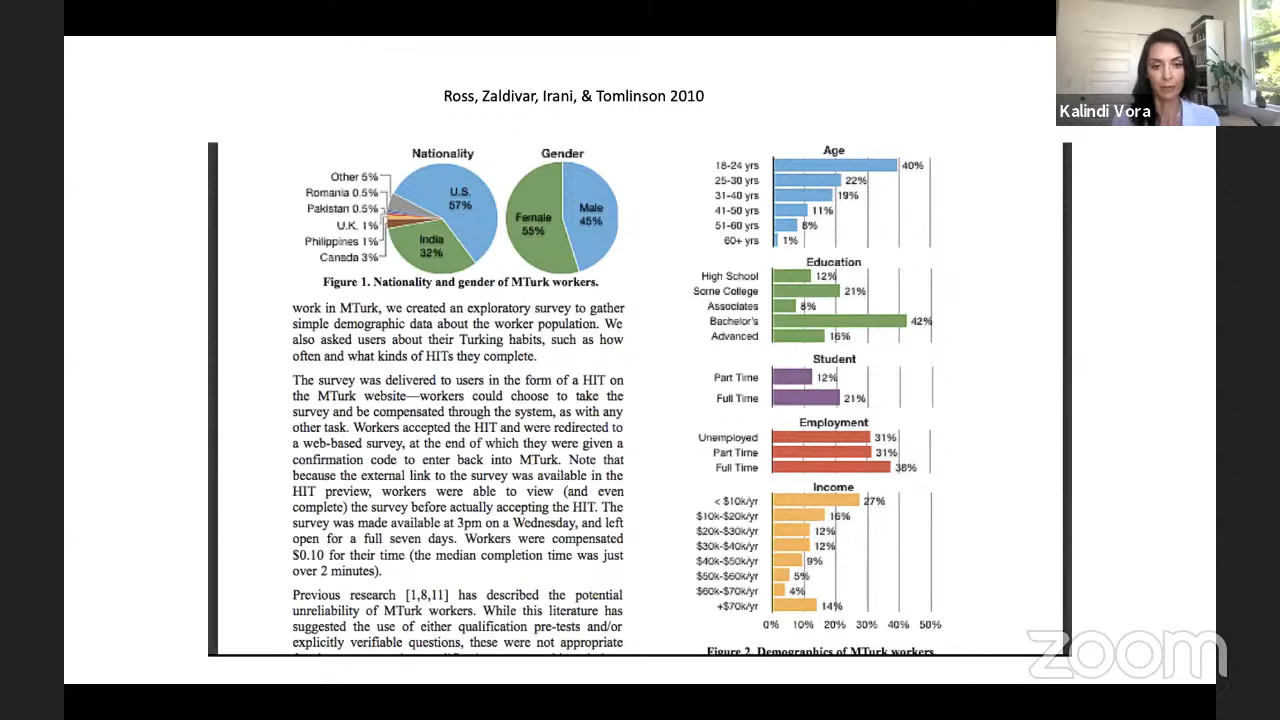 Ross, Zaldivar, Irani, & Tomlinson 2010
Kalindi Vora
Nationality
Other 5%
Romania 0.5%
Pakistan 0.5%
U.K. 1%
Philippines 1%
Canada 3%
U.S.
57%
India
32%
Gender
Female
55%
Male
45%
Figure 1. Nationality and gender of MTurk workers.
work in MTurk, we created an exploratory survey to gather
simple demographic data about the worker population. We
also asked users about their Turking habits, such as how
often and what kinds of HITs they complete.
The survey was delivered to users in the form of a HIT on
the MTurk website—workers could choose to take the
survey and be compensated through the system, as with any
other task. Workers accepted the HIT and were redirected to
a web-based survey, at the end of which they were given a
confirmation code to enter back into MTurk. Note that
because the external link to the survey was available in the
HIT preview, workers were able to view (and even
complete) the survey before actually accepting the HIT. The
survey was made available at 3pm on a Wednesday, and left
open for a full seven days. Workers were compensated
$0.10 for their time (the median completion time was just
over 2 minutes).
Previous research [1,8,11] has described the potential
unreliability of MTurk workers. While this literature has
suggested the use of either qualification pre-tests and/or
explicitly verifiable questions, these were not appropriate
Age
18-24 yrs 40%
25-30 yrs 22%
31-40 yrs 19%
41-50 yrs 11%
51-60 yrs 8%
60+ yrs 1%
Education
High School 12%
Some College 21%
Associates 8%
Bachelor's 42%
Advanced 16%
Student
Part Time 12%
Full Time 21%
Employment
Unemployed 31%
Part Time 31%
Full Time 38%
Income
< $10k/yr 27%
$10k-$20k/yr 16%
$20k-$30k/yr 12%
$30k-$40k/yr 12%
$40k-$50k/yr 9%
$50k-$60k/yr 5%
$60k-$70k/yr 4%
+$70k/yr 14%
0% 10% 20% 30% 40% 50%
Figure 2. Demographics of MTurk workers.
zoom